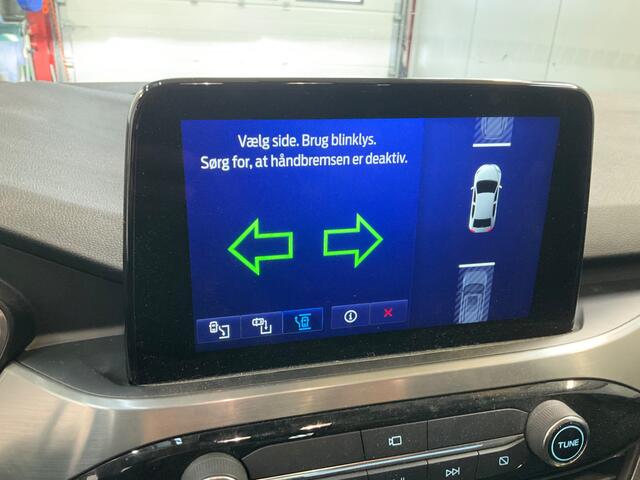 Vælg side. Brug blinklys.
Sørg for, at håndbremsen er deaktiv.
TUNE